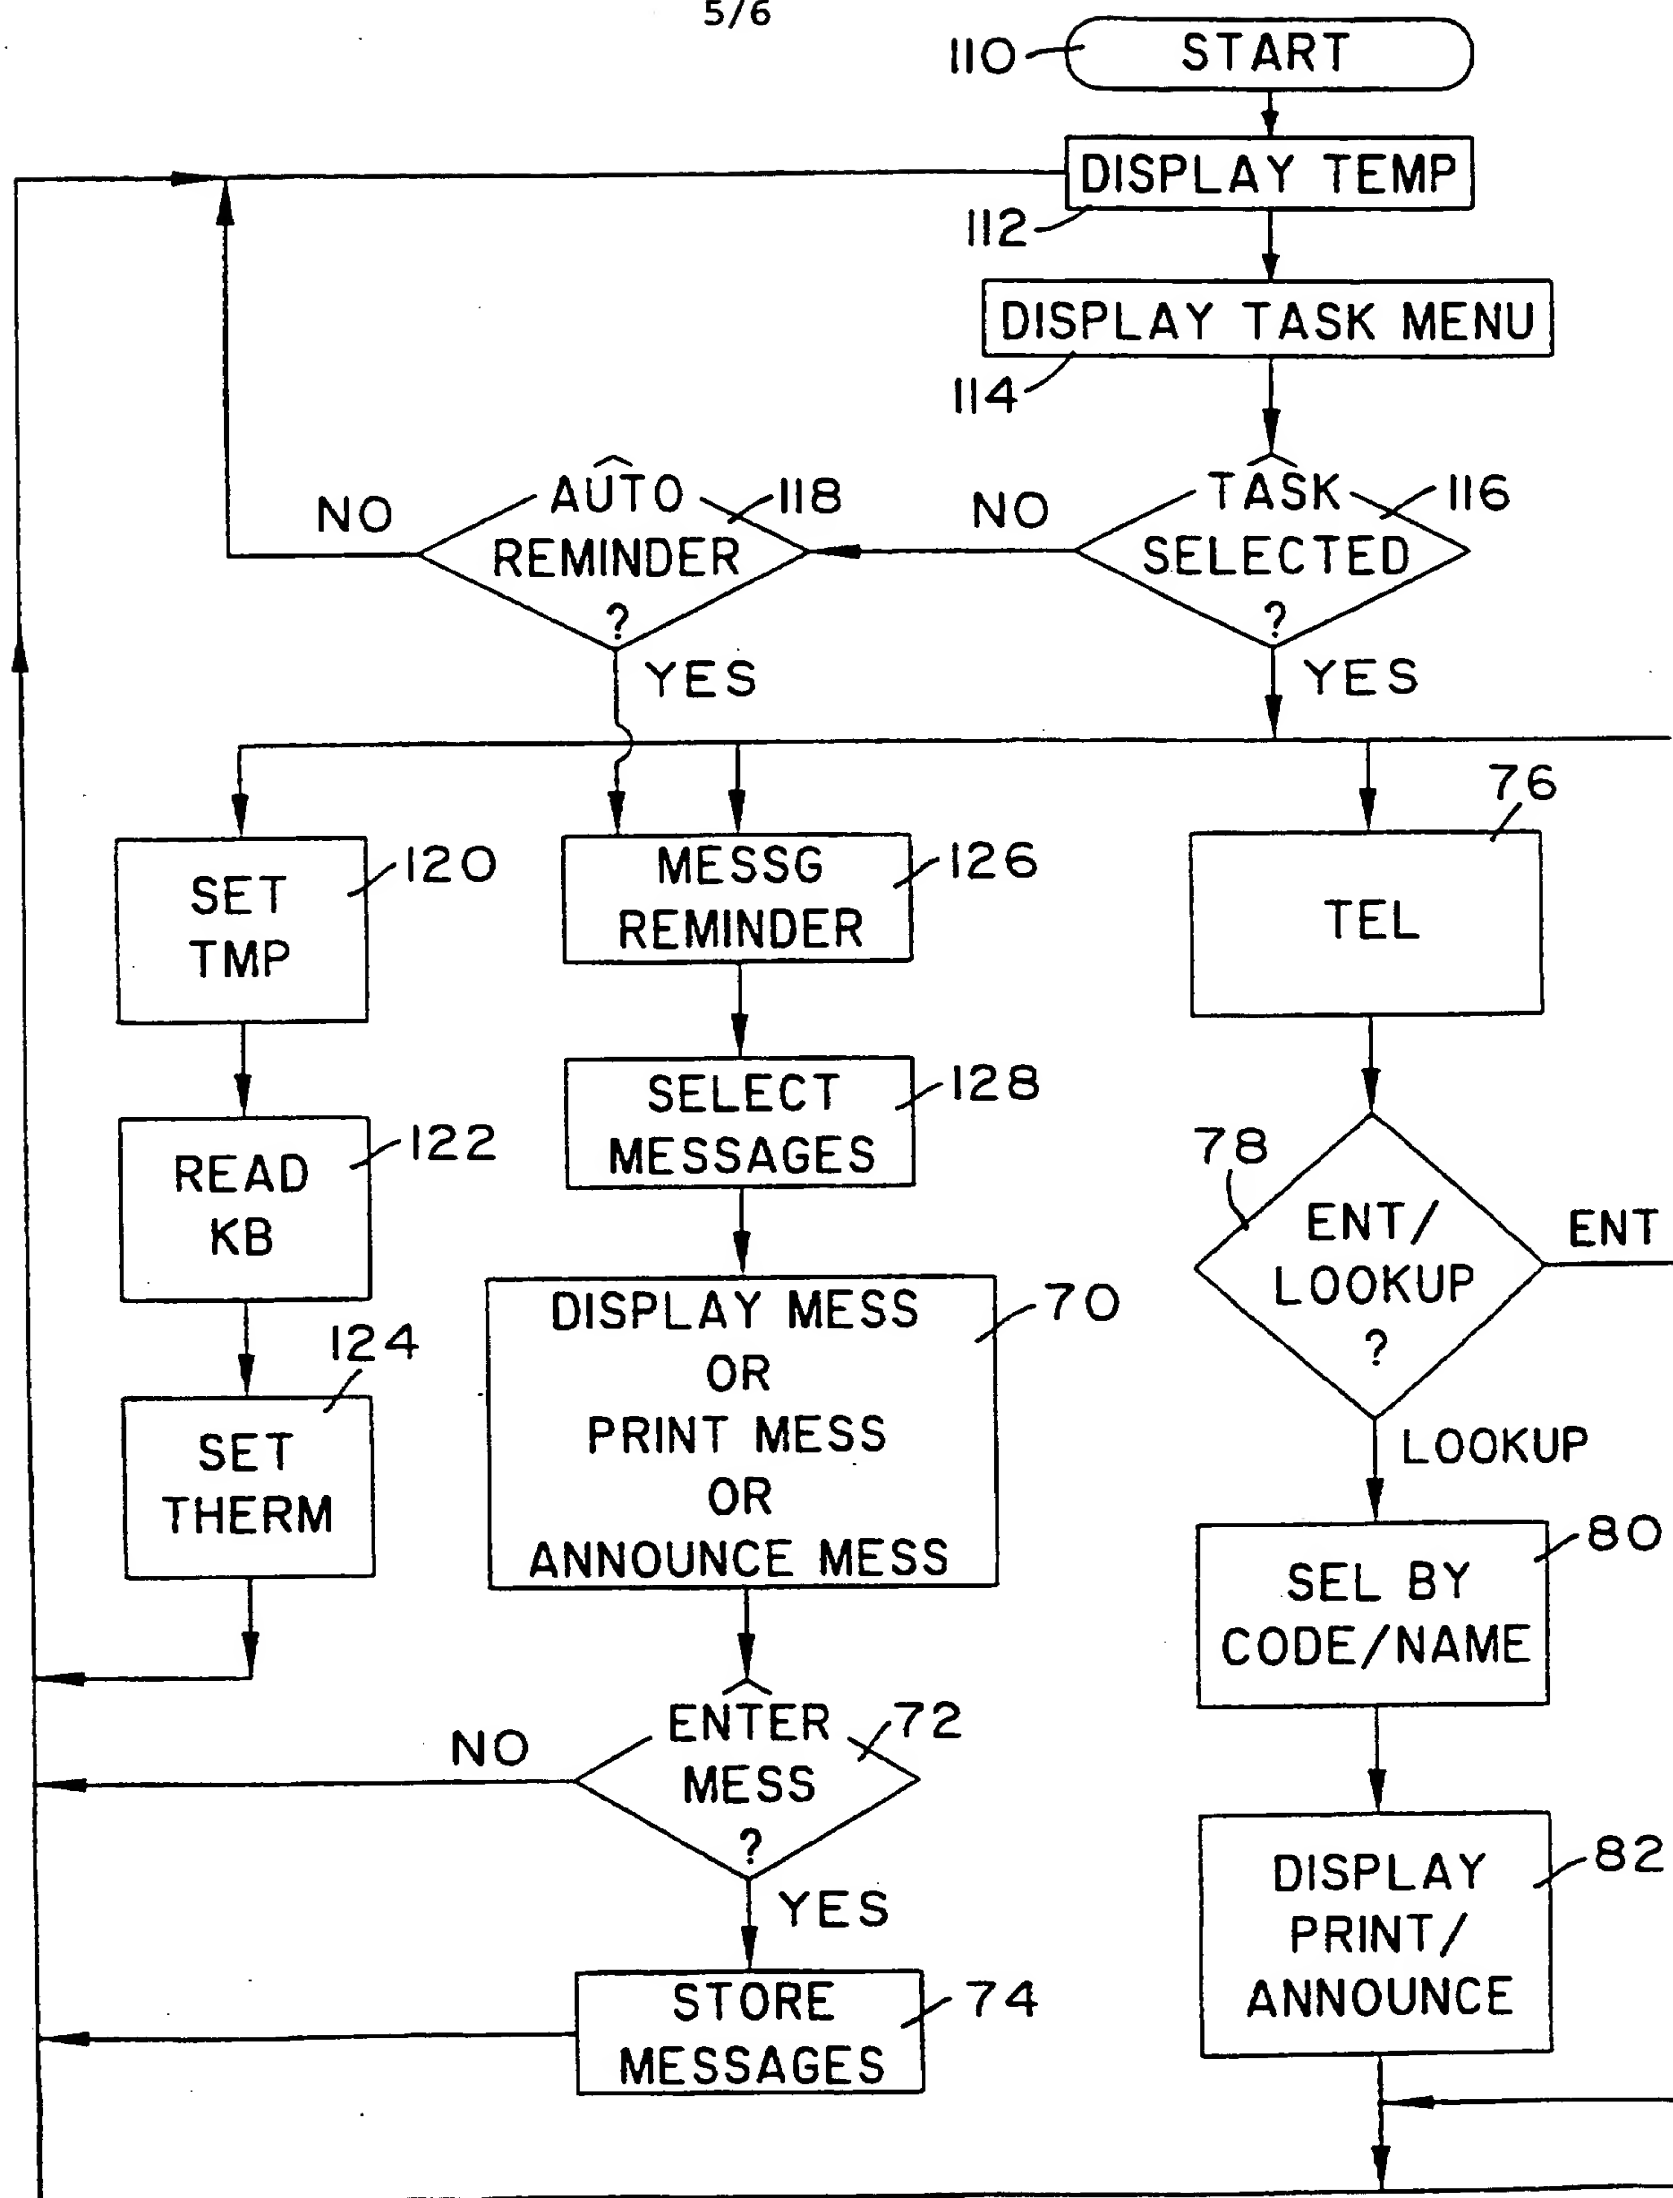 5/6
110
START
DISPLAY TEMP
112
DISPLAY TASK MENU
114
AUTO
REMINDER
?
118
NO
YES
TASK
SELECTED
?
116
NO
YES
SET
TMP
120
READ
KB
122
SET
THERM
124
MESSG
REMINDER
126
SELECT
MESSAGES
128
DISPLAY MESS
OR
PRINT MESS
OR
ANNOUNCE MESS
70
ENTER
MESS
?
72
NO
YES
STORE
MESSAGES
74
76
TEL
78
ENT/
LOOKUP
?
ENT
LOOKUP
SEL BY
CODE/NAME
80
DISPLAY
PRINT/
ANNOUNCE
82